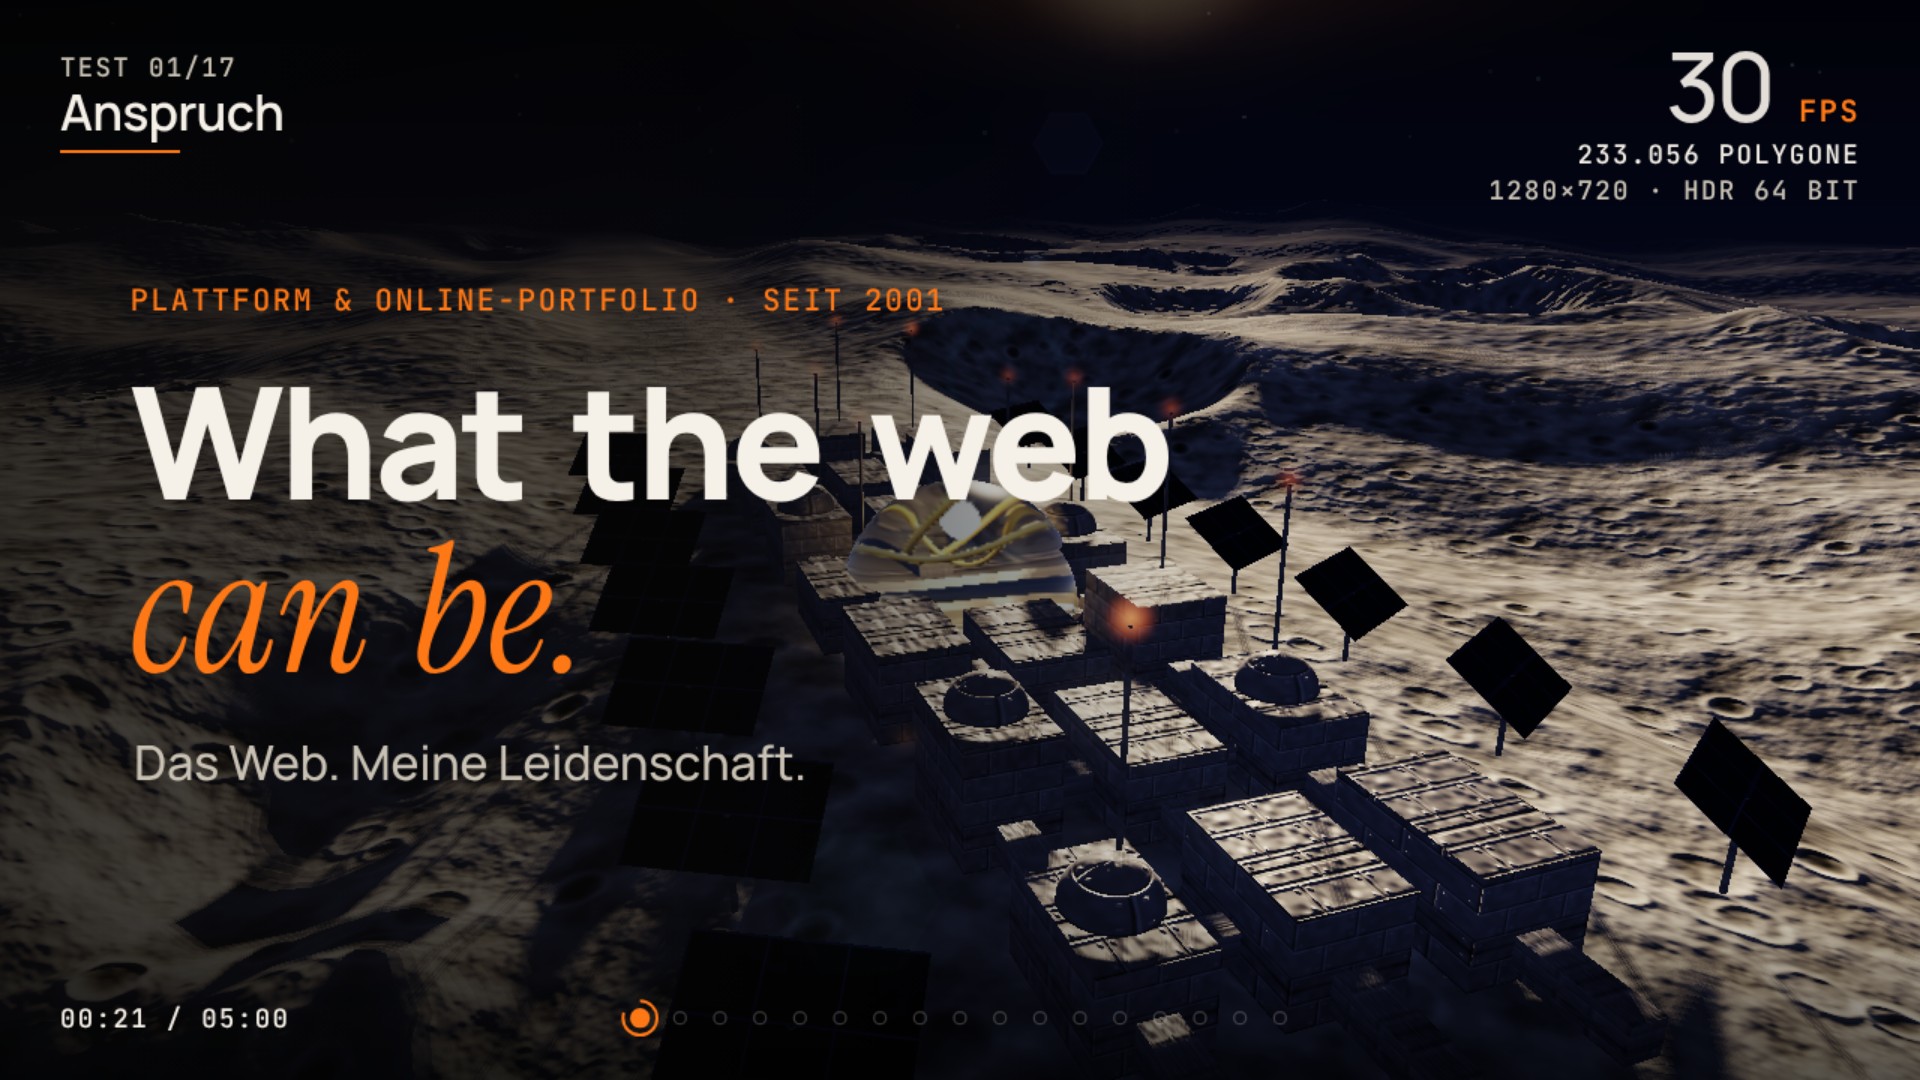 TEST 01/17
Anspruch
30 FPS
233.056 POLYGONE
1280×720 · HDR 64 BIT
PLATTFORM & ONLINE-PORTFOLIO · SEIT 2001
What the web
can be.
Das Web. Meine Leidenschaft.
00:21 / 05:00